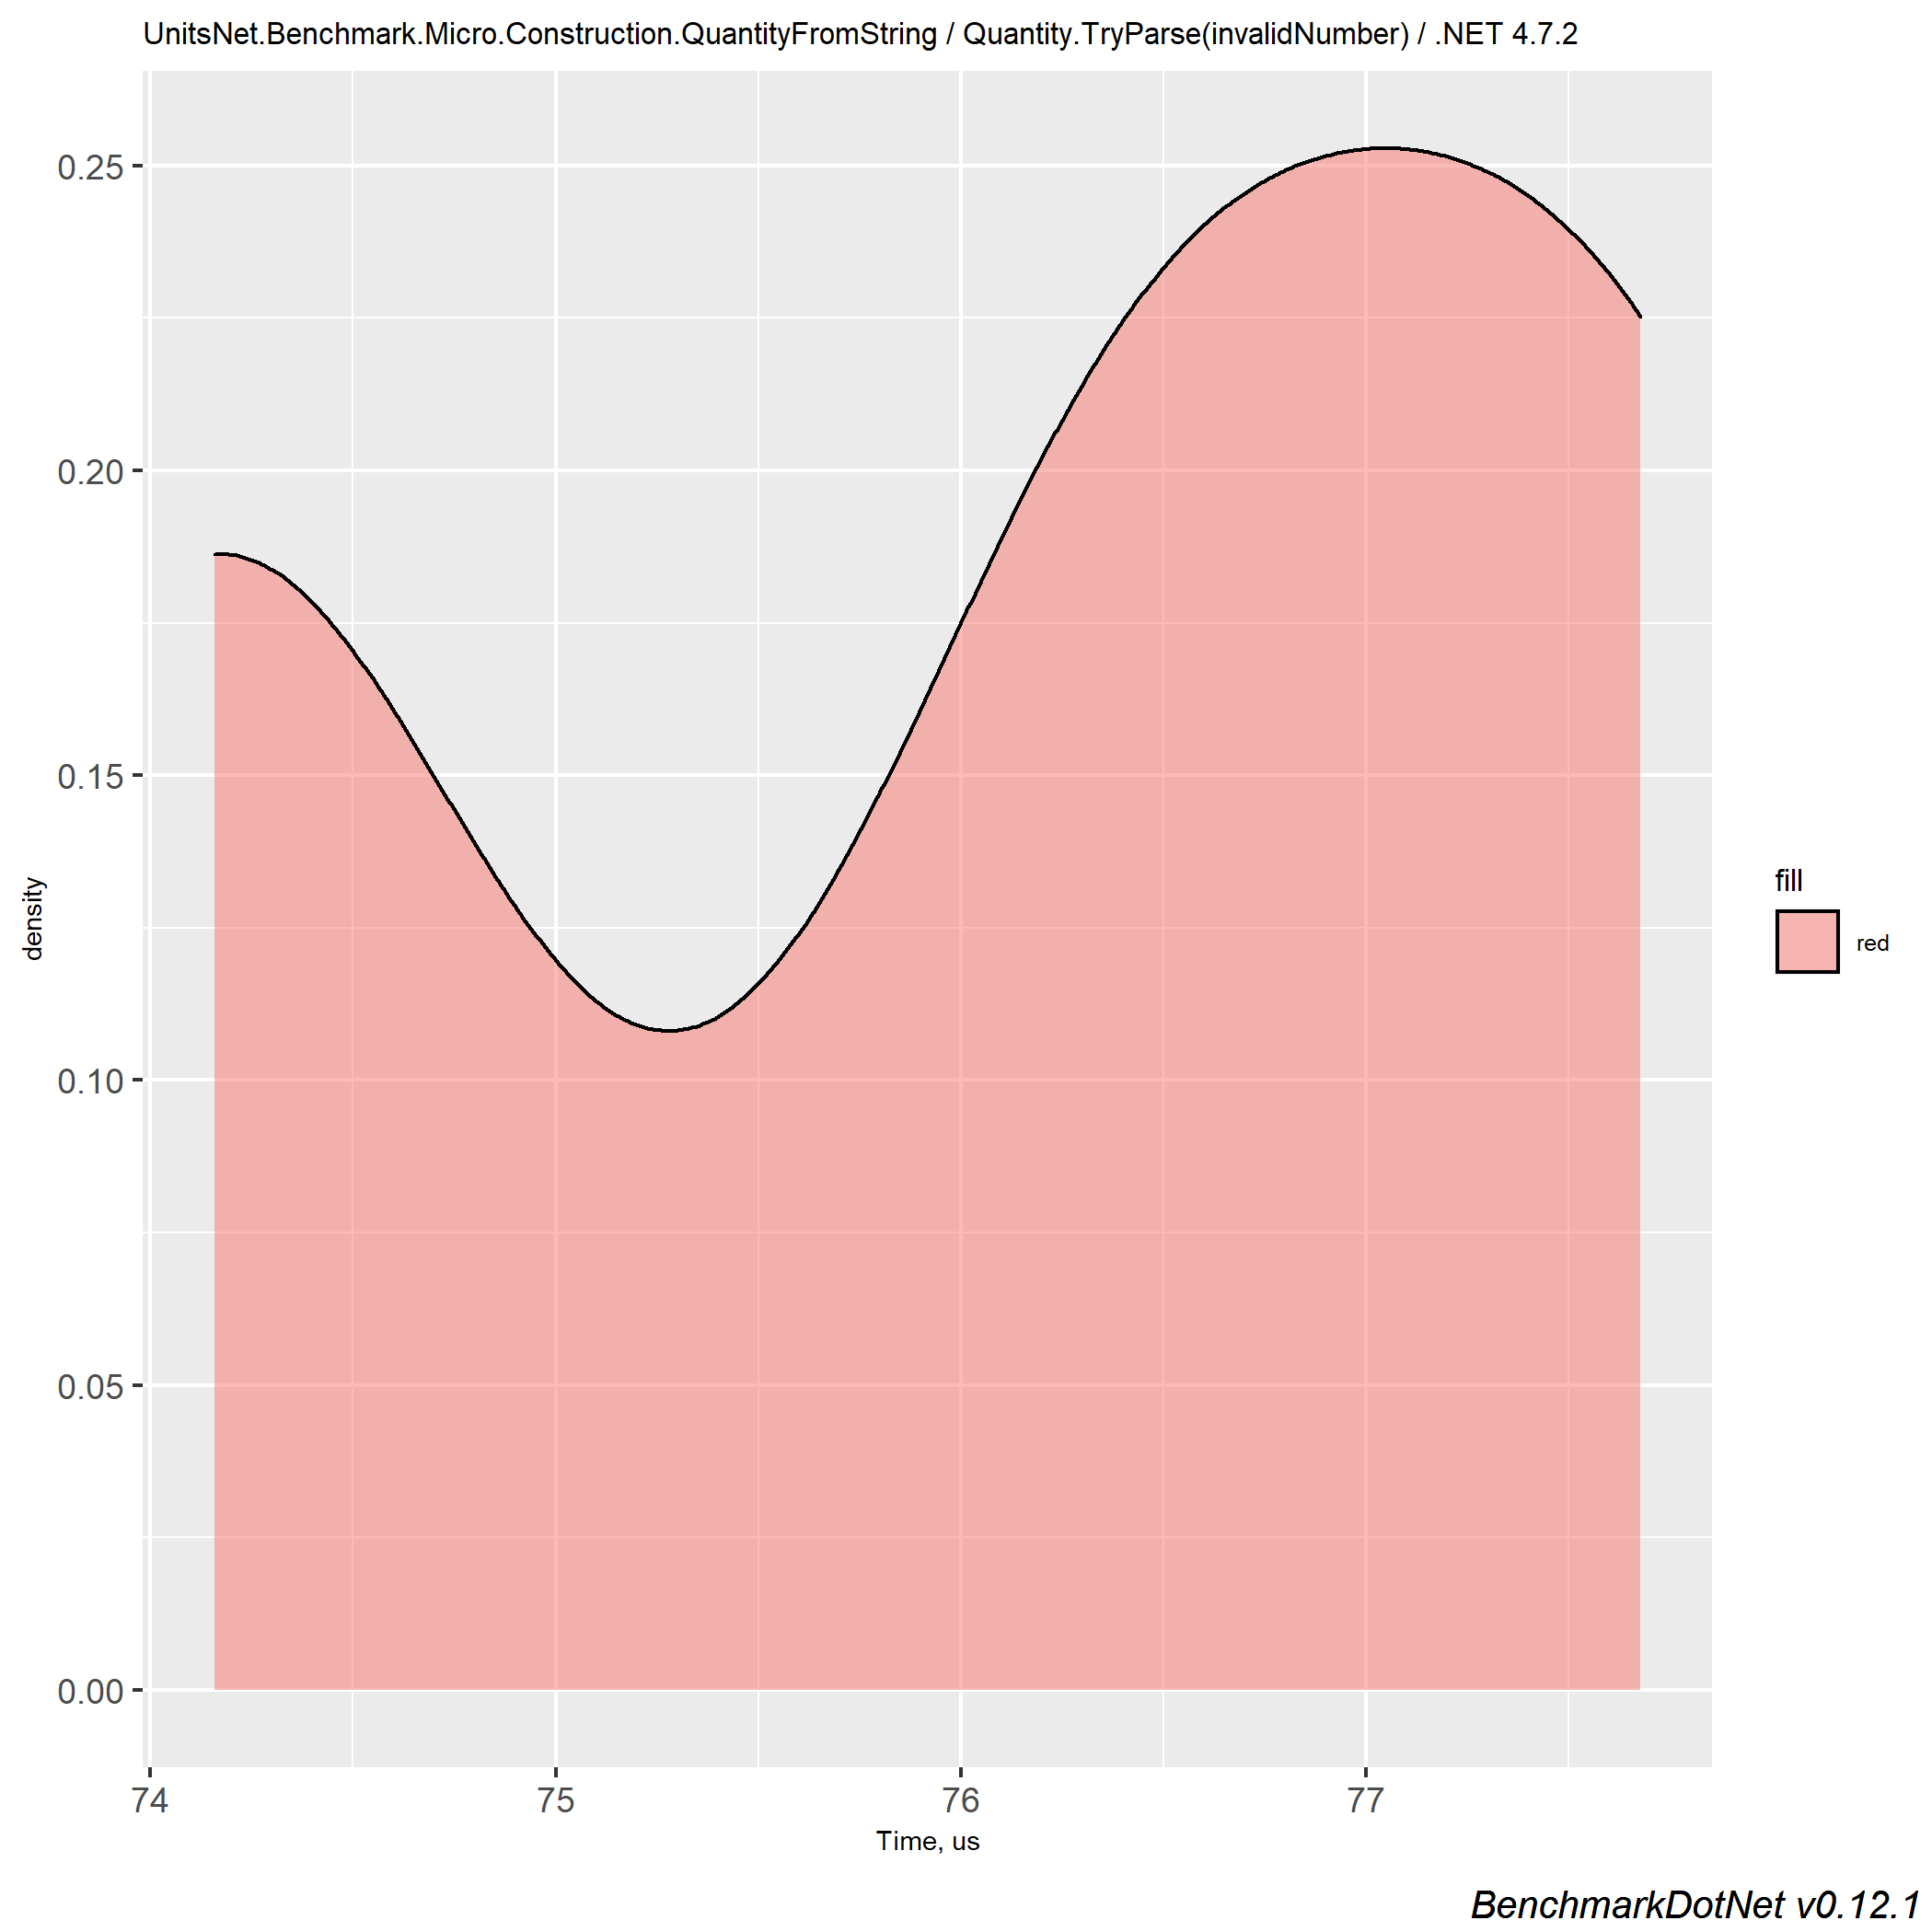 UnitsNet.Benchmark.Micro.Construction.QuantityFromString / Quantity.TryParse(invalidNumber) / .NET 4.7.2
0.25
0.20
0.15
0.10
0.05
0.00
density
74 75 76 77
Time, us
fill
red
BenchmarkDotNet v0.12.1